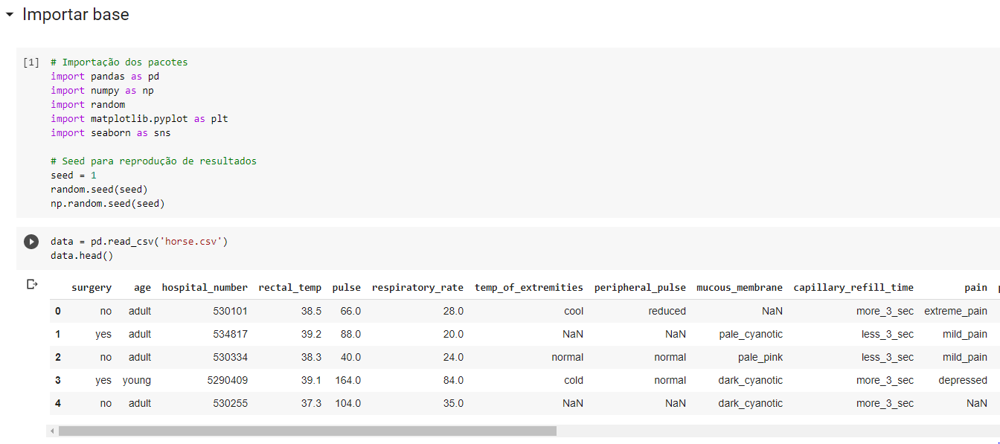 Importar base
[1] # Importação dos pacotes
import pandas as pd
import numpy as np
import random
import matplotlib.pyplot as plt
import seaborn as sns
# Seed para reprodução de resultados
seed = 1
random.seed(seed)
np.random.seed(seed)
data = pd.read_csv('horse.csv')
data.head()
surgery age hospital_number rectal_temp pulse respiratory_rate temp_of_extremities peripheral_pulse mucous_membrane capillary_refill_time pain
0 no adult 530101 38.5 66.0 28.0 cool reduced NaN more_3_sec extreme_pain
1 yes adult 534817 39.2 88.0 20.0 NaN NaN pale_cyanotic less_3_sec mild_pain
2 no adult 530334 38.3 40.0 24.0 normal normal pale_pink less_3_sec mild_pain
3 yes young 5290409 39.1 164.0 84.0 cold normal dark_cyanotic more_3_sec depressed
4 no adult 530255 37.3 104.0 35.0 NaN NaN dark_cyanotic more_3_sec NaN